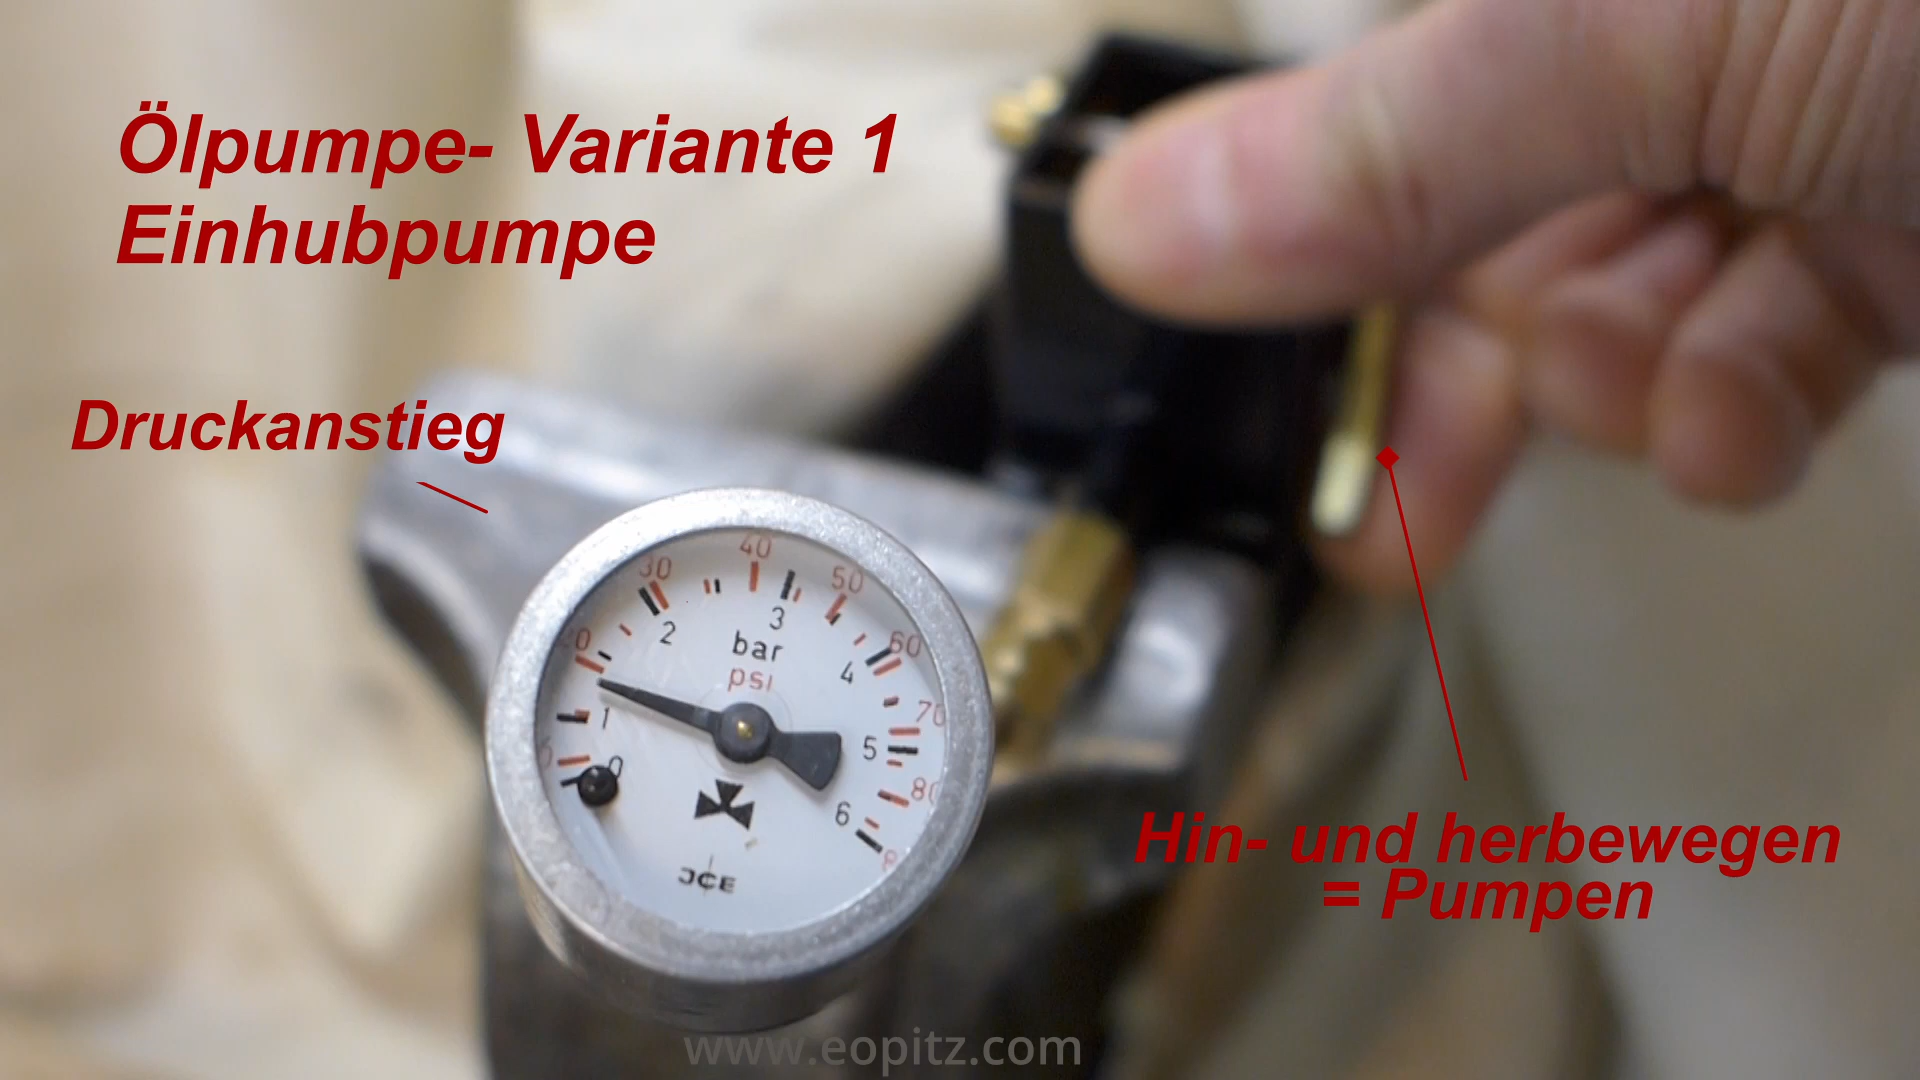 Ölpumpe- Variante 1
Einhubpumpe
Druckanstieg
40
30
50
3
2
60
bar
4
psi
70
1
5
0
80
6
JCE
Hin- und herbewegen
= Pumpen
www.eopitz.com